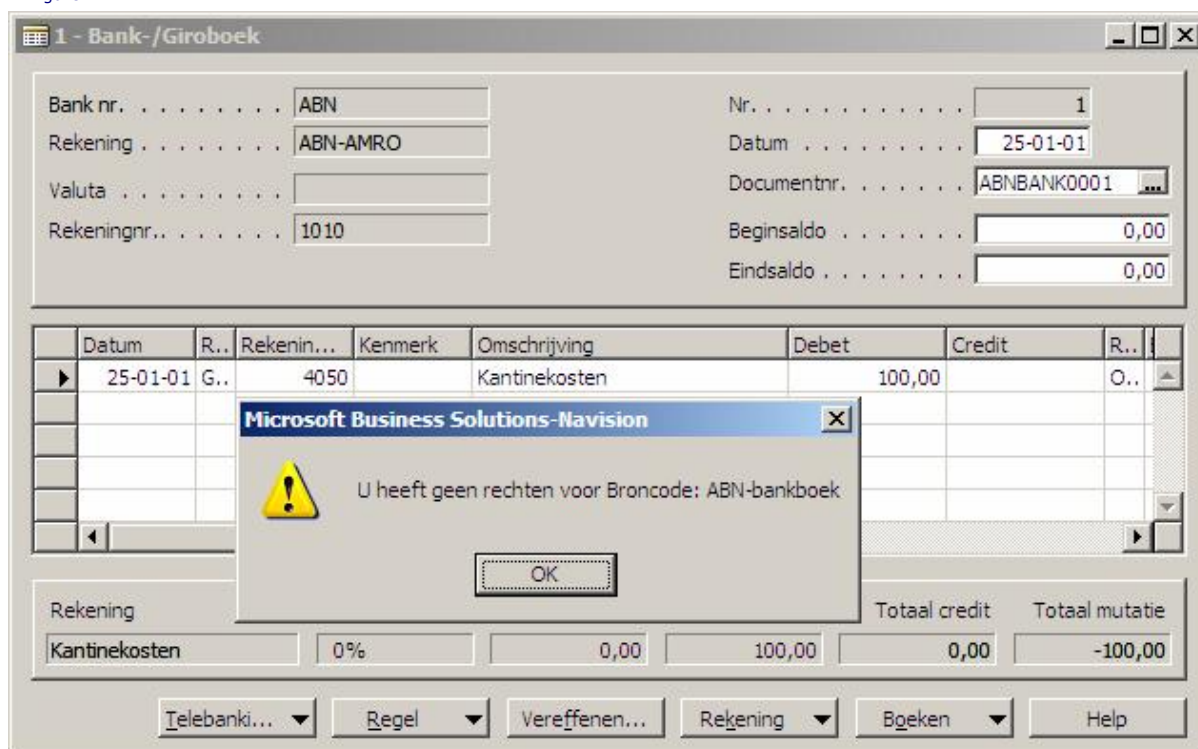 1 - Bank-/Giroboek
Bank nr. . . . . . . . . ABN
Nr. . . . . . . . . . . . . 1
Rekening . . . . . . . . ABN-AMRO
Datum . . . . . . . . . . 25-01-01
Valuta . . . . . . . . .
Documentnr. . . . . . . ABNBANK0001 ...
Rekeningnr.. . . . . . . 1010
Beginsaldo . . . . . . . 0,00
Eindsaldo . . . . . . . . 0,00
Datum R.. Rekenin... Kenmerk Omschrijving Debet Credit R..
25-01-01 G.. 4050 Kantinekosten 100,00 O..
Microsoft Business Solutions-Navision
U heeft geen rechten voor Broncode: ABN-bankboek
OK
Rekening Totaal credit Totaal mutatie
Kantinekosten 0% 0,00 100,00 0,00 -100,00
Telebanki... Regel Vereffenen... Rekening Boeken Help